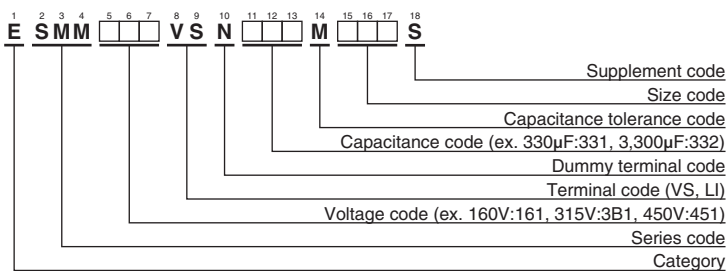 1 2 3 4 5 6 7 8 9 10 11 12 13 14 15 16 17 18
E SMM VS N M S
Supplement code
Size code
Capacitance tolerance code
Capacitance code (ex. 330µF:331, 3,300µF:332)
Dummy terminal code
Terminal code (VS, LI)
Voltage code (ex. 160V:161, 315V:3B1, 450V:451)
Series code
Category